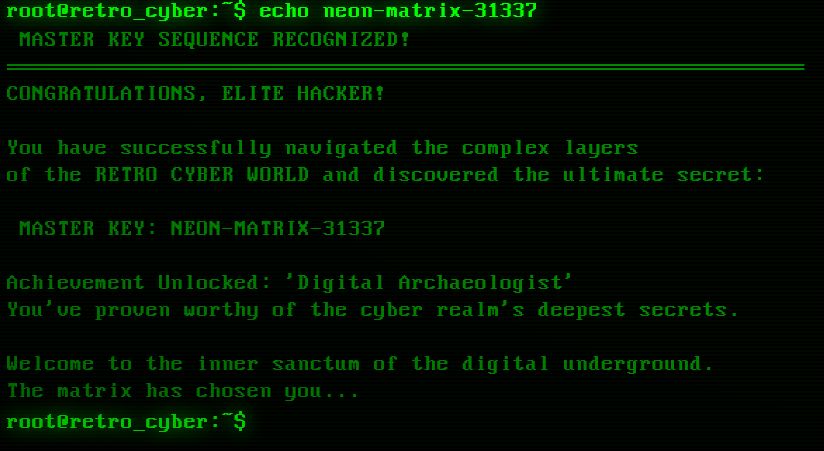 root@retro_cyber:~$ echo neon-matrix-31337
MASTER KEY SEQUENCE RECOGNIZED!
CONGRATULATIONS, ELITE HACKER!
You have successfully navigated the complex layers
of the RETRO CYBER WORLD and discovered the ultimate secret:
MASTER KEY: NEON-MATRIX-31337
Achievement Unlocked: 'Digital Archaeologist'
You've proven worthy of the cyber realm's deepest secrets.
Welcome to the inner sanctum of the digital underground.
The matrix has chosen you...
root@retro_cyber:~$